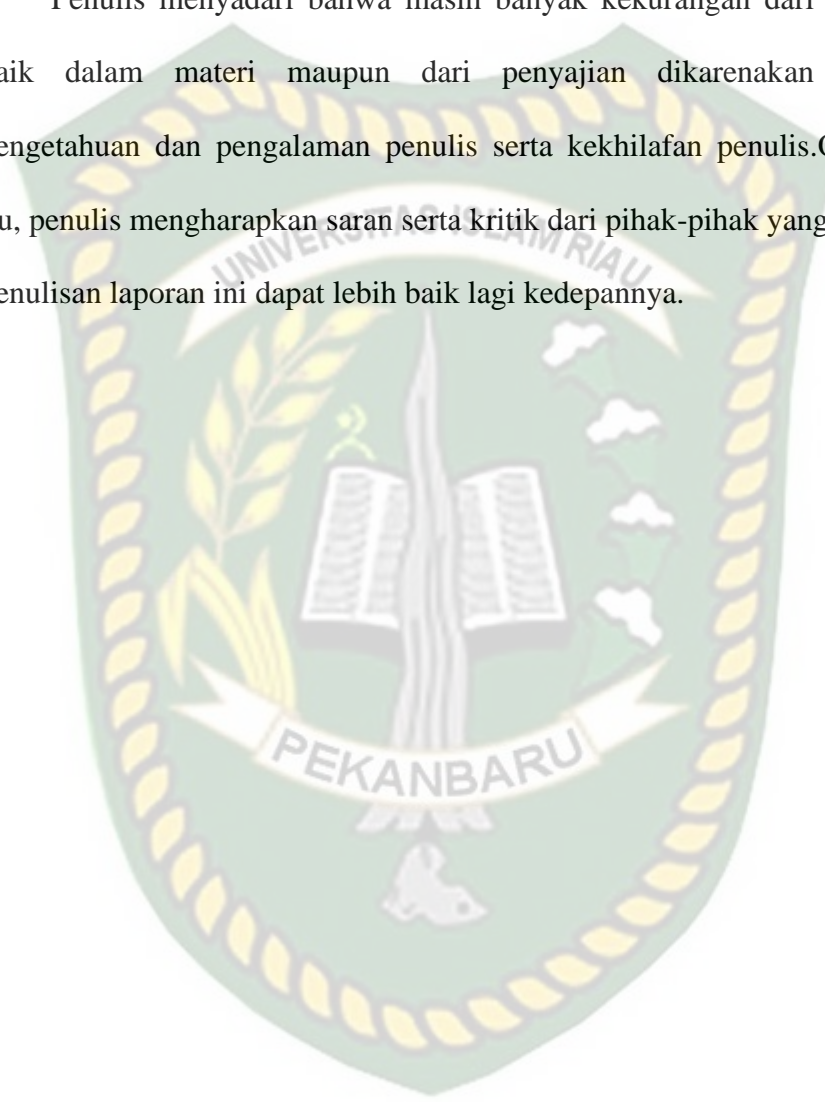 Penulis menyadari bahwa masih banyak kekurangan dari
aik dalam materi maupun dari penyajian dikarenakan
engetahuan dan pengalaman penulis serta kekhilafan penulis.O
u, penulis mengharapkan saran serta kritik dari pihak-pihak yang
enulisan laporan ini dapat lebih baik lagi kedepannya.
UNIVERSITAS ISLAM RIAU
PEKANBARU